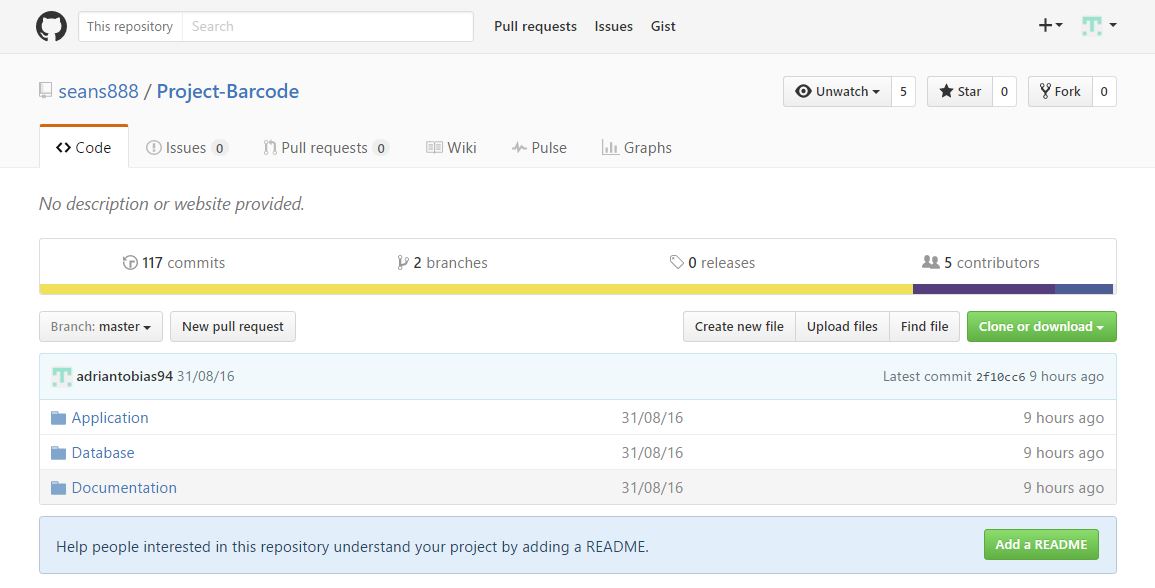 This repository Search Pull requests Issues Gist
seans888 / Project-Barcode Unwatch 5 Star 0 Fork 0
Code Issues 0 Pull requests 0 Wiki Pulse Graphs
No description or website provided.
117 commits 2 branches 0 releases 5 contributors
Branch: master New pull request Create new file Upload files Find file Clone or download
adriantobias94 31/08/16 Latest commit 2f10cc6 9 hours ago
Application 31/08/16 9 hours ago
Database 31/08/16 9 hours ago
Documentation 31/08/16 9 hours ago
Help people interested in this repository understand your project by adding a README. Add a README